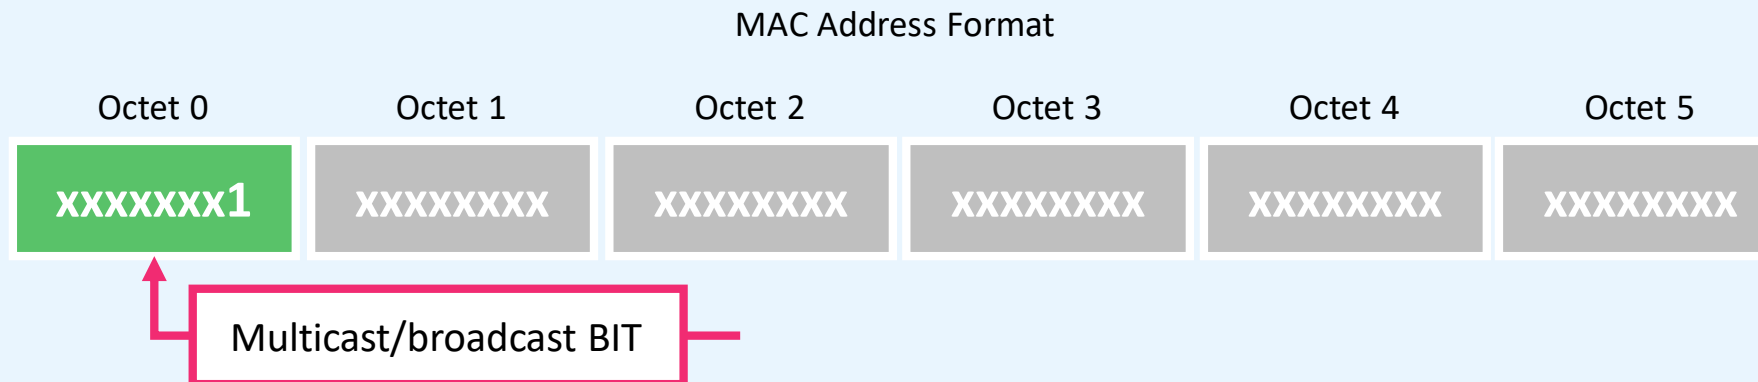 MAC Address Format
Octet 0 Octet 1 Octet 2 Octet 3 Octet 4 Octet 5
xxxxxxx1 xxxxxxxx xxxxxxxx xxxxxxxx xxxxxxxx xxxxxxxx
Multicast/broadcast BIT